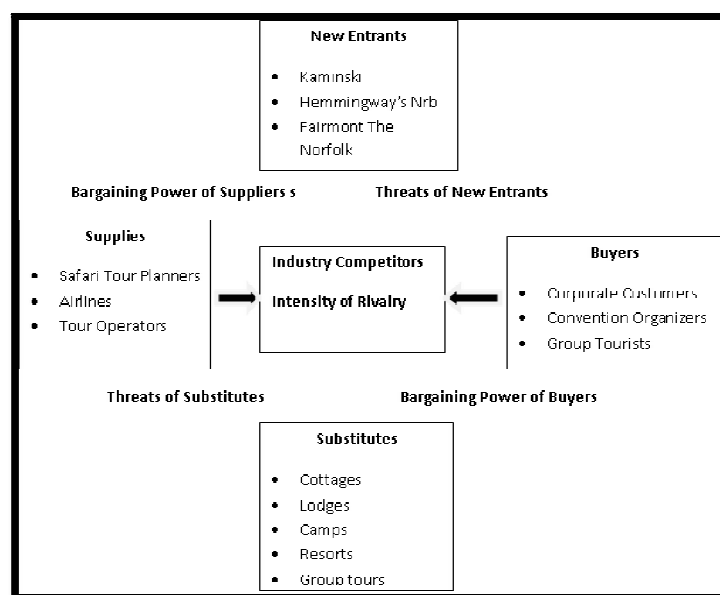 New Entrants
• Kaminski
• Hemmingway's Nrb
• Fairmont The
Norfolk
Bargaining Power of Suppliers s
Threats of New Entrants
Supplies
• Safari Tour Planners
• Airlines
• Tour Operators
Industry Competitors
Intensity of Rivalry
Buyers
• Corporate Customers
• Convention Organizers
• Group Tourists
Threats of Substitutes
Bargaining Power of Buyers
Substitutes
• Cottages
• Lodges
• Camps
• Resorts
• Group tours